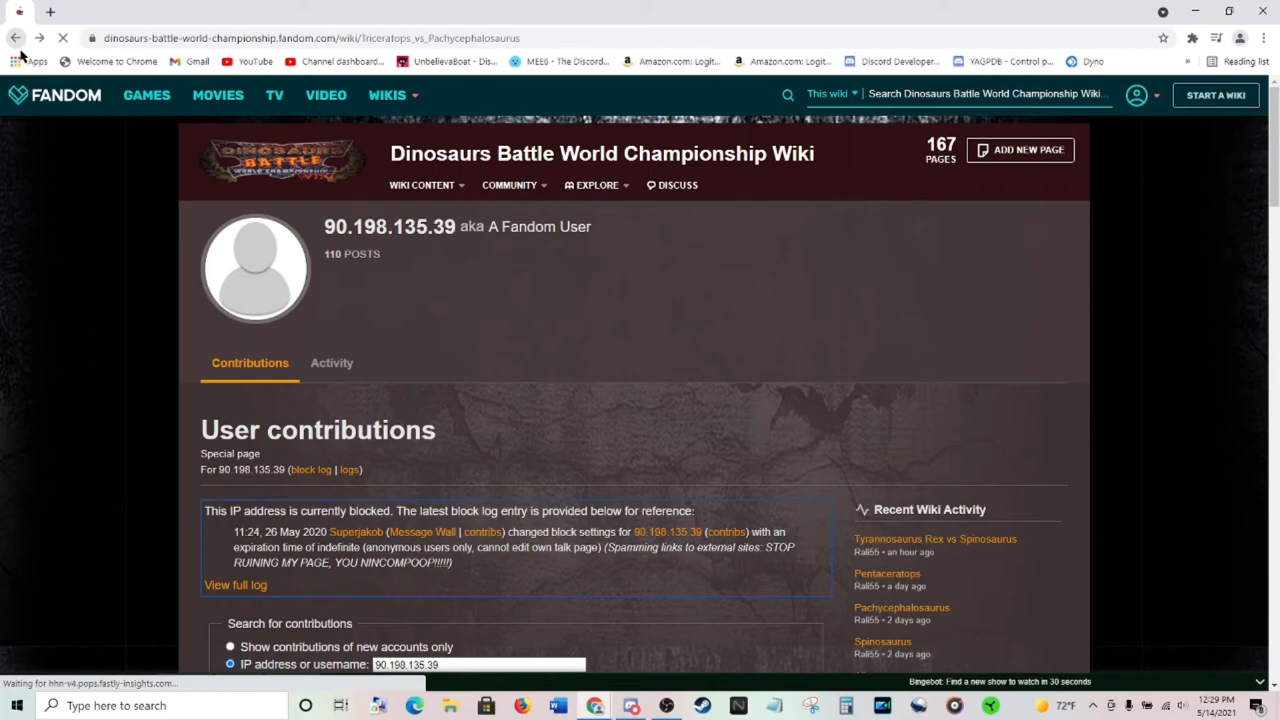 dinosaurs-battle-world-championship.fandom.com/wiki/Triceratops_vs_Pachycephalosaurus
Apps Welcome to Chrome Gmail YouTube Channel dashboard... UnbelievaBoat - Dis... MEE6 - The Discord... Amazon.com: Logit... Amazon.com: Logit... Discord Developer... YAGPDB - Control p... Dyno » Reading list
FANDOM GAMES MOVIES TV VIDEO WIKIS This wiki Search Dinosaurs Battle World Championship Wiki... START A WIKI
DINOSAURS
BATTLE
WORLD CHAMPIONSHIP
WIKI
Dinosaurs Battle World Championship Wiki
167
PAGES
ADD NEW PAGE
WIKI CONTENT COMMUNITY EXPLORE DISCUSS
90.198.135.39 aka A Fandom User
110 POSTS
Contributions Activity
User contributions
Special page
For 90.198.135.39 (block log | logs)
This IP address is currently blocked. The latest block log entry is provided below for reference:
11:24, 26 May 2020 Superjakob (Message Wall | contribs) changed block settings for 90.198.135.39 (contribs) with an
expiration time of indefinite (anonymous users only, cannot edit own talk page) (Spamming links to external sites: STOP
RUINING MY PAGE, YOU NINCOMPOOP!!!!!)
View full log
Search for contributions
Show contributions of new accounts only
IP address or username: 90.198.135.39
Recent Wiki Activity
Tyrannosaurus Rex vs Spinosaurus
Rali55 • an hour ago
Pentaceratops
Rali55 • a day ago
Pachycephalosaurus
Rali55 • 2 days ago
Spinosaurus
Rali55 • 2 days ago
Waiting for hhn-v4.pops.fastly-insights.com...
Bingebot: Find a new show to watch in 30 seconds
Type here to search
72°F
12:29 PM
5/14/2021